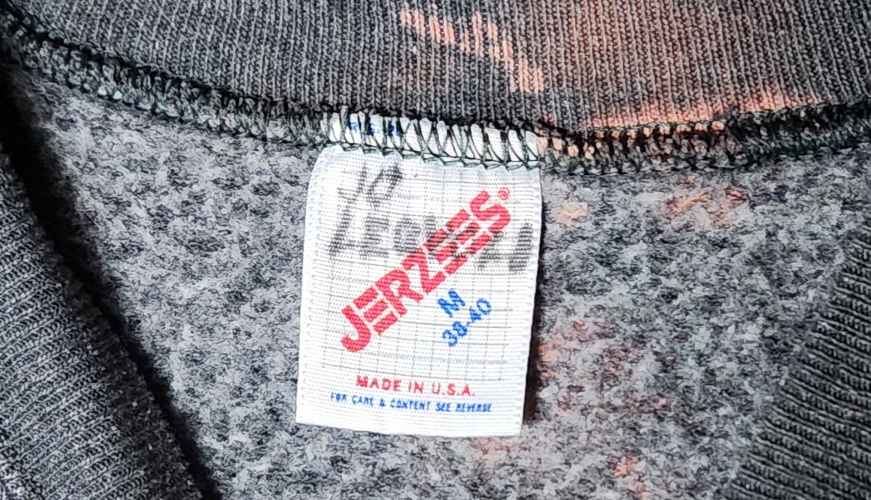 JO
JERZEES®
M
38-40
MADE IN U.S.A.
FOR CARE & CONTENT SEE REVERSE